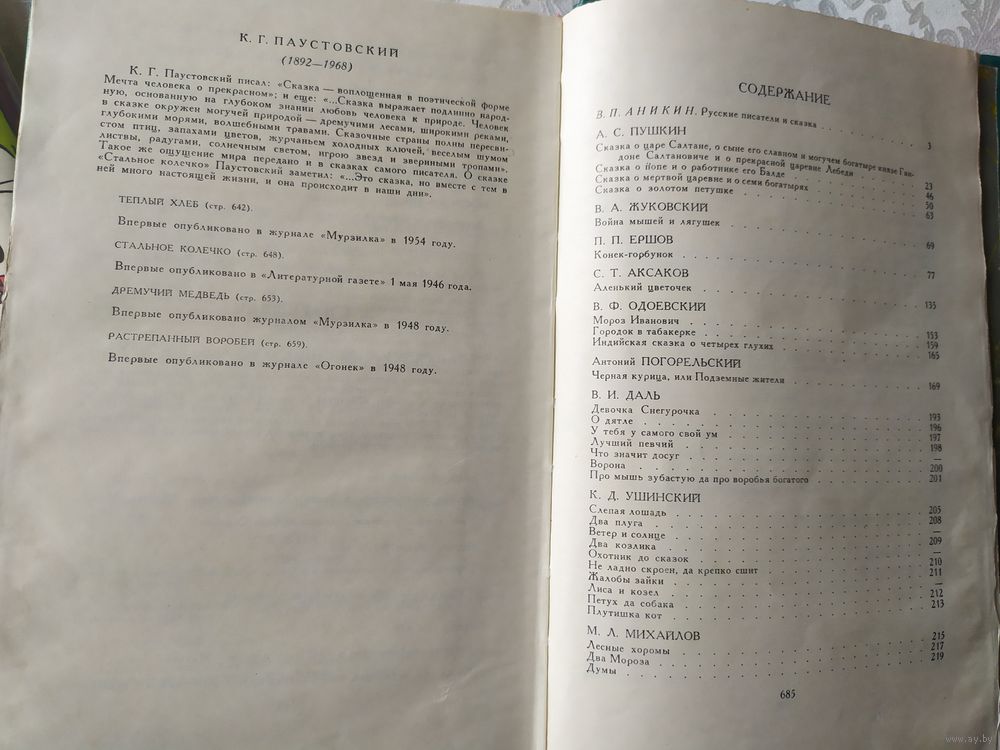 К. Г. ПАУСТОВСКИЙ
(1892—1968)
К. Г. Паустовский писал: «Сказка — воплощенная в поэтической форме
Мечта человека о прекрасном»; и еще: «...Сказка выражает подлинно народ-
ную, основанную на глубоком знании любовь человека к природе. Человек
в сказке окружен могучей природой — дремучими лесами, широкими реками,
глубокими морями, волшебными травами. Сказочные страны полны пересви-
стом птиц, запахами цветов, журчаньем холодных ключей, веселым шумом
листвы, радугами, солнечным светом, игрою звезд и звериными тропами».
Такое же ощущение мира передано и в сказках самого писателя. О сказке
«Стальное колечко» Паустовский заметил: «...Это сказка, но вместе с тем в
ней много настоящей жизни, и она происходит в наши дни».
ТЕПЛЫЙ ХЛЕБ (стр. 642).
Впервые опубликовано в журнале «Мурзилка» в 1954 году.
СТАЛЬНОЕ КОЛЕЧКО (стр. 648).
Впервые опубликовано в «Литературной газете» 1 мая 1946 года.
ДРЕМУЧИЙ МЕДВЕДЬ (стр. 653).
Впервые опубликовано журналом «Мурзилка» в 1948 году.
РАСТРЕПАННЫЙ ВОРОБЕЙ (стр. 659).
Впервые опубликовано в журнале «Огонек» в 1948 году.
СОДЕРЖАНИЕ
В. П. АНИКИН. Русские писатели и сказка . . . 3
А. С. ПУШКИН
Сказка о царе Салтане, о сыне его славном и могучем богатыре князе Гви-
доне Салтановиче и о прекрасной царевне Лебеди . . . 23
Сказка о попе и о работнике его Балде . . . 46
Сказка о мертвой царевне и о семи богатырях . . . 50
Сказка о золотом петушке . . . 63
В. А. ЖУКОВСКИЙ
Война мышей и лягушек . . . 69
П. П. ЕРШОВ
Конек-горбунок . . . 77
С. Т. АКСАКОВ
Аленький цветочек . . . 135
В. Ф. ОДОЕВСКИЙ
Мороз Иванович . . . 153
Городок в табакерке . . . 159
Индийская сказка о четырех глухих . . . 165
Антоний ПОГОРЕЛЬСКИЙ
Черная курица, или Подземные жители . . . 169
В. И. ДАЛЬ
Девочка Снегурочка . . . 193
О дятле . . . 196
У тебя у самого свой ум . . . 197
Лучший певчий . . . 198
Что значит досуг . . . —
Ворона . . . 200
Про мышь зубастую да про воробья богатого . . . 201
К. Д. УШИНСКИЙ
Слепая лошадь . . . 205
Два плуга . . . 208
Ветер и солнце . . . —
Два козлика . . . 209
Охотник до сказок . . . —
Не ладно скроен, да крепко сшит . . . 210
Жалобы зайки . . . 211
Лиса и козел . . . —
Петух да собака . . . 212
Плутишка кот . . . 213
М. Л. МИХАЙЛОВ
Лесные хоромы . . . 215
Два Мороза . . . 217
Думы . . . 219
685
www.ay.by